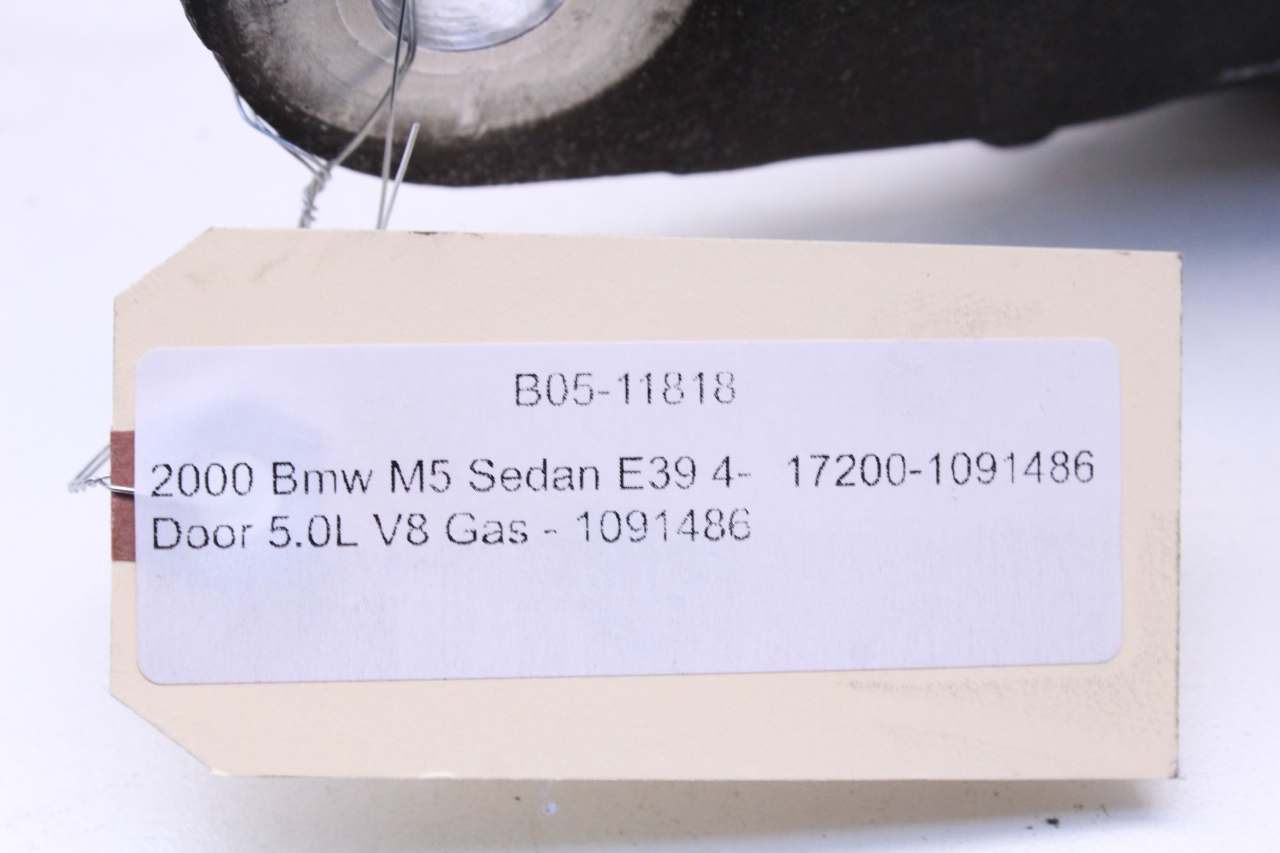 B05-11818
2000 Bmw M5 Sedan E39 4- 17200-1091486
Door 5.0L V8 Gas - 1091486